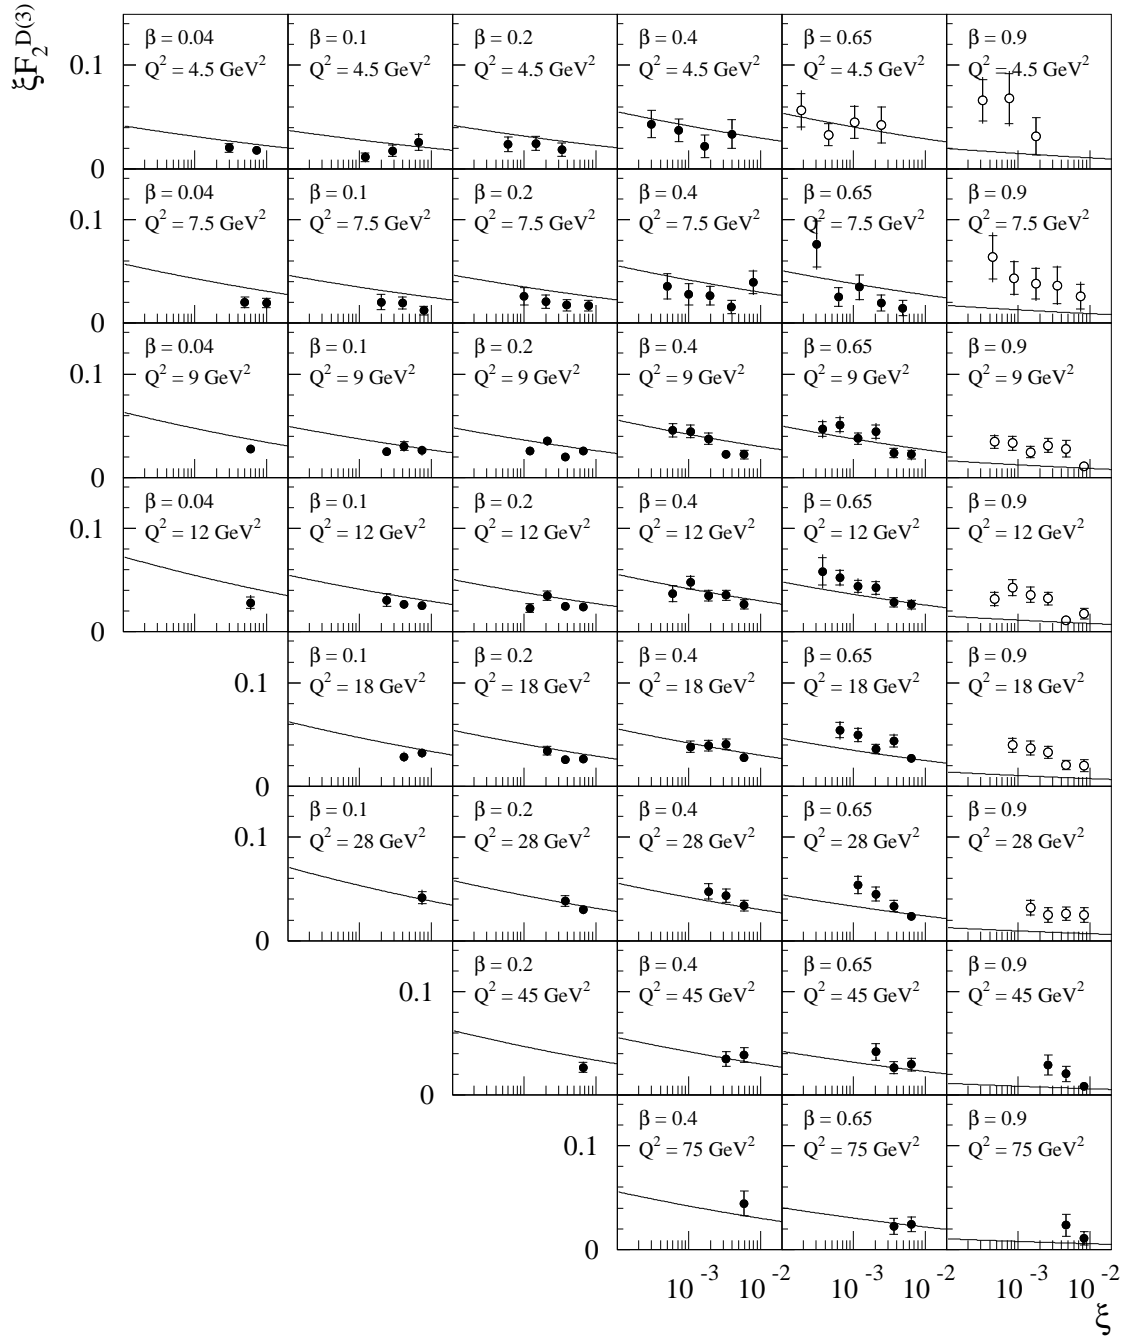 ξF₂^D(3)
0.1
β = 0.04
Q² = 4.5 GeV²
β = 0.1
Q² = 4.5 GeV²
β = 0.2
Q² = 4.5 GeV²
β = 0.4
Q² = 4.5 GeV²
β = 0.65
Q² = 4.5 GeV²
β = 0.9
Q² = 4.5 GeV²
0
0.1
β = 0.04
Q² = 7.5 GeV²
β = 0.1
Q² = 7.5 GeV²
β = 0.2
Q² = 7.5 GeV²
β = 0.4
Q² = 7.5 GeV²
β = 0.65
Q² = 7.5 GeV²
β = 0.9
Q² = 7.5 GeV²
0
0.1
β = 0.04
Q² = 9 GeV²
β = 0.1
Q² = 9 GeV²
β = 0.2
Q² = 9 GeV²
β = 0.4
Q² = 9 GeV²
β = 0.65
Q² = 9 GeV²
β = 0.9
Q² = 9 GeV²
0
0.1
β = 0.04
Q² = 12 GeV²
β = 0.1
Q² = 12 GeV²
β = 0.2
Q² = 12 GeV²
β = 0.4
Q² = 12 GeV²
β = 0.65
Q² = 12 GeV²
β = 0.9
Q² = 12 GeV²
0
0.1
β = 0.1
Q² = 18 GeV²
β = 0.2
Q² = 18 GeV²
β = 0.4
Q² = 18 GeV²
β = 0.65
Q² = 18 GeV²
β = 0.9
Q² = 18 GeV²
0
0.1
β = 0.1
Q² = 28 GeV²
β = 0.2
Q² = 28 GeV²
β = 0.4
Q² = 28 GeV²
β = 0.65
Q² = 28 GeV²
β = 0.9
Q² = 28 GeV²
0
0.1
β = 0.2
Q² = 45 GeV²
β = 0.4
Q² = 45 GeV²
β = 0.65
Q² = 45 GeV²
β = 0.9
Q² = 45 GeV²
0
0.1
β = 0.4
Q² = 75 GeV²
β = 0.65
Q² = 75 GeV²
β = 0.9
Q² = 75 GeV²
0
10⁻³ 10⁻² 10⁻³ 10⁻² 10⁻³ 10⁻²
ξ